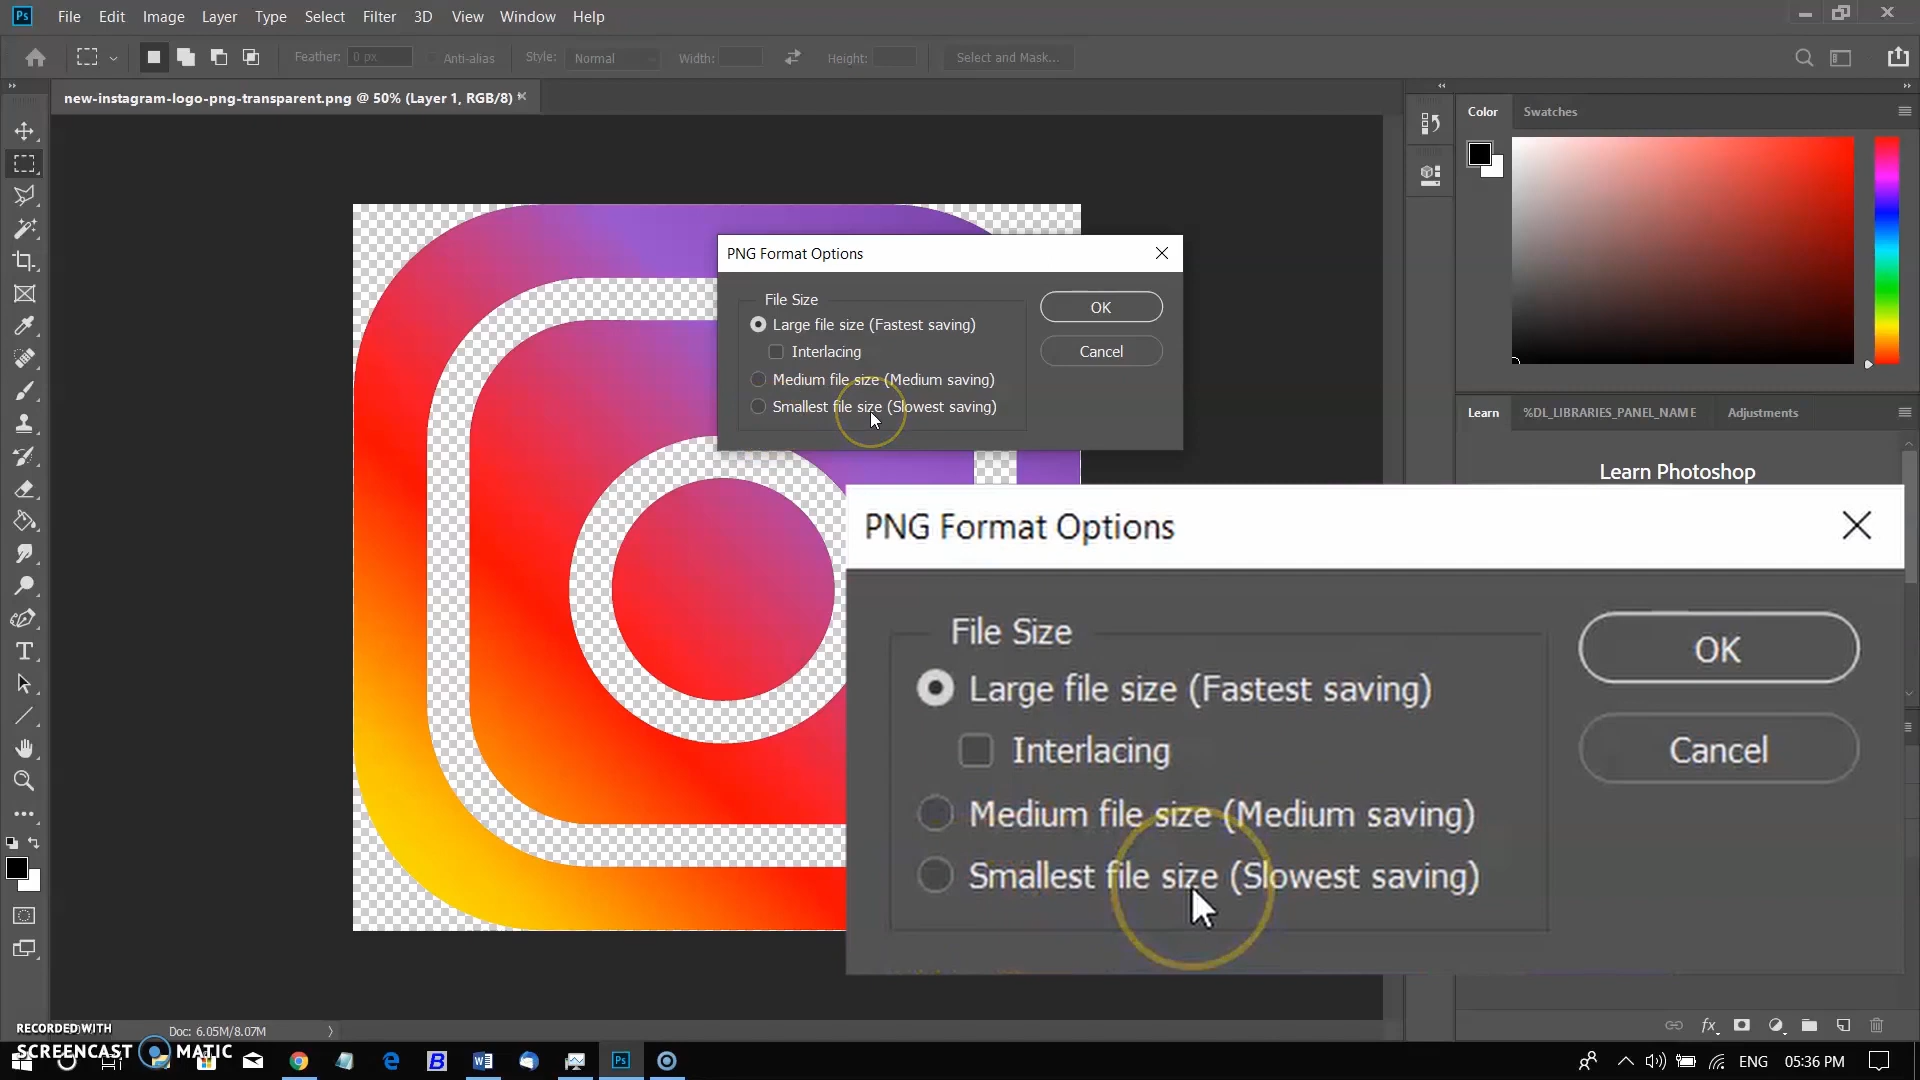 Ps File Edit Image Layer Type Select Filter 3D View Window Help
Feather: 0 px Anti-alias Style: Normal Width: Height: Select and Mask...
new-instagram-logo-png-transparent.png @ 50% (Layer 1, RGB/8)
Color Swatches
PNG Format Options
File Size
Large file size (Fastest saving)
Interlacing
Medium file size (Medium saving)
Smallest file size (Slowest saving)
OK
Cancel
Learn %DL_LIBRARIES_PANEL_NAME Adjustments
Learn Photoshop
PNG Format Options
File Size
Large file size (Fastest saving)
Interlacing
Medium file size (Medium saving)
Smallest file size (Slowest saving)
OK
Cancel
T
fx
Doc: 6.05M/8.07M
RECORDED WITH
SCREENCAST MATIC
B
W
Ps
ENG 05:36 PM